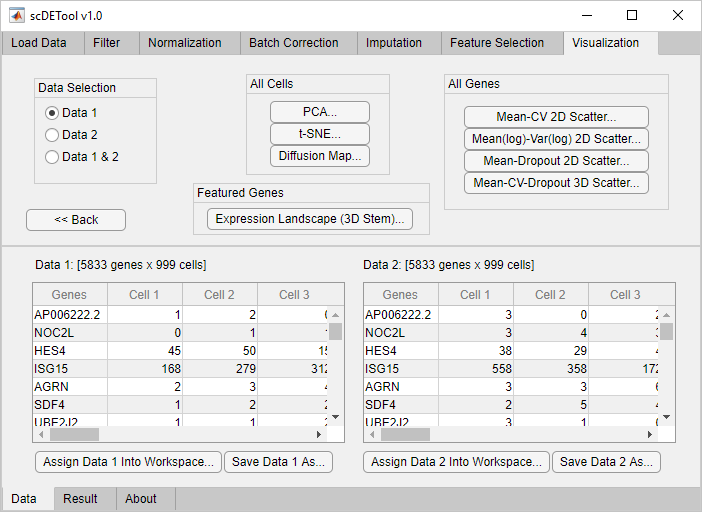 scDETool v1.0
Load Data Filter Normalization Batch Correction Imputation Feature Selection Visualization
Data Selection
Data 1
Data 2
Data 1 & 2
<< Back
All Cells
PCA...
t-SNE...
Diffusion Map...
Featured Genes
Expression Landscape (3D Stem)...
All Genes
Mean-CV 2D Scatter...
Mean(log)-Var(log) 2D Scatter...
Mean-Dropout 2D Scatter...
Mean-CV-Dropout 3D Scatter...
Data 1: [5833 genes x 999 cells]
Genes Cell 1 Cell 2 Cell 3
AP006222.2 1 2
NOC2L 0 1
HES4 45 50 15
ISG15 168 279 312
AGRN 2 3
SDF4 1 2
UBE2J2 1 1
Assign Data 1 Into Workspace... Save Data 1 As...
Data 2: [5833 genes x 999 cells]
Genes Cell 1 Cell 2 Cell 3
AP006222.2 3 0
NOC2L 3 4
HES4 38 29
ISG15 558 358 172
AGRN 3 3
SDF4 2 5
UBE2J2 3 1
Assign Data 2 Into Workspace... Save Data 2 As...
Data Result About